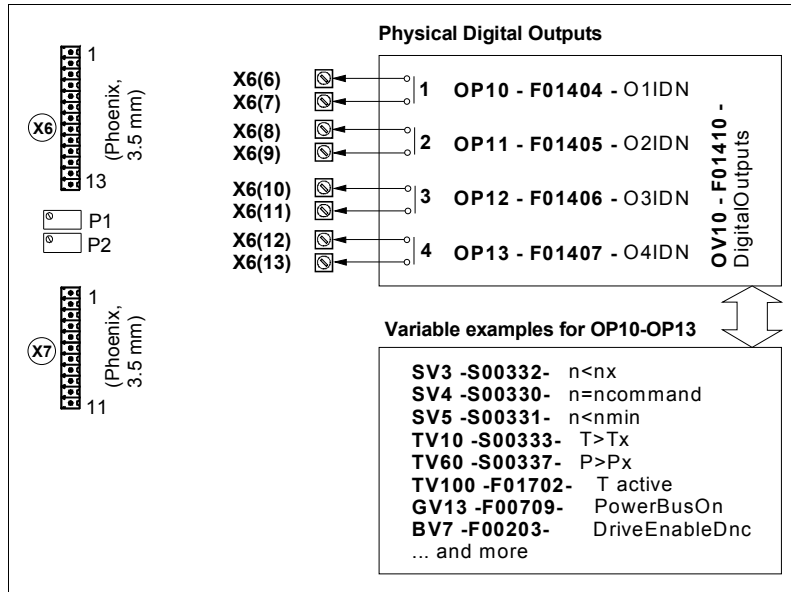 Physical Digital Outputs
1
X6
(Phoenix,
3.5 mm)
13
P1
P2
1
X7
(Phoenix,
3.5 mm)
11
X6(6)
X6(7)
1 OP10 - F01404 - O1IDN
X6(8)
X6(9)
2 OP11 - F01405 - O2IDN
X6(10)
X6(11)
3 OP12 - F01406 - O3IDN
X6(12)
X6(13)
4 OP13 - F01407 - O4IDN
OV10 - F01410 -
DigitalOutputs
Variable examples for OP10-OP13
SV3 -S00332- n<nx
SV4 -S00330- n=ncommand
SV5 -S00331- n<nmin
TV10 -S00333- T>Tx
TV60 -S00337- P>Px
TV100 -F01702- T active
GV13 -F00709- PowerBusOn
BV7 -F00203- DriveEnableDnc
... and more